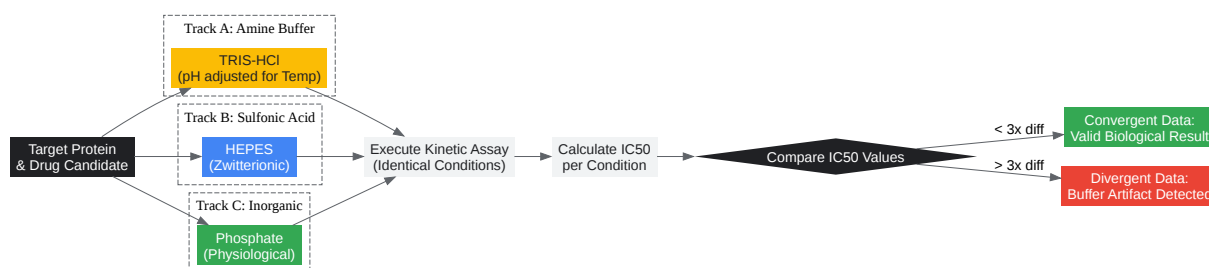 Track A: Amine Buffer
TRIS-HCl
(pH adjusted for Temp)
Track B: Sulfonic Acid
HEPES
(Zwitterionic)
Track C: Inorganic
Phosphate
(Physiological)
Target Protein
& Drug Candidate
Execute Kinetic Assay
(Identical Conditions)
Calculate IC50
per Condition
Compare IC50 Values
< 3x diff
> 3x diff
Convergent Data:
Valid Biological Result
Divergent Data:
Buffer Artifact Detected